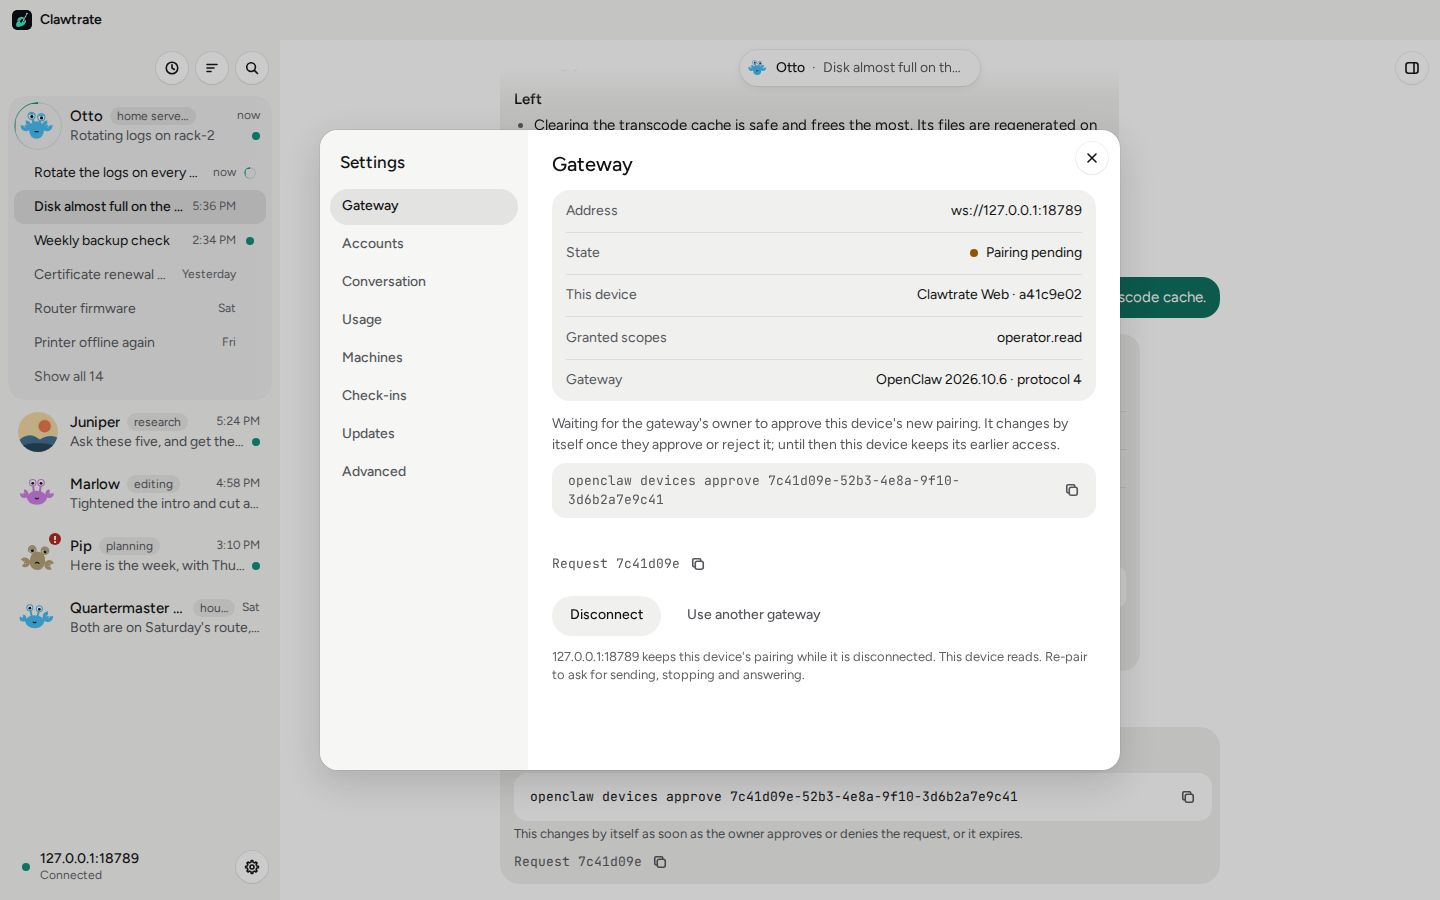 Clawtrate
Otto
home serve...
now
Rotating logs on rack-2
Rotate the logs on every ...
now
Disk almost full on the ...
5:36 PM
Weekly backup check
2:34 PM
Certificate renewal ...
Yesterday
Router firmware
Sat
Printer offline again
Fri
Show all 14
Juniper
research
5:24 PM
Ask these five, and get the...
Marlow
editing
4:58 PM
Tightened the intro and cut a...
Pip
planning
3:10 PM
Here is the week, with Thu...
Quartermaster ...
hou...
Sat
Both are on Saturday's route,...
127.0.0.1:18789
Connected
Otto · Disk almost full on th...
Left
• Clearing the transcode cache is safe and frees the most. Its files are regenerated on
scode cache.
Settings
Gateway
Accounts
Conversation
Usage
Machines
Check-ins
Updates
Advanced
Gateway
Address
ws://127.0.0.1:18789
State
Pairing pending
This device
Clawtrate Web · a41c9e02
Granted scopes
operator.read
Gateway
OpenClaw 2026.10.6 · protocol 4
Waiting for the gateway's owner to approve this device's new pairing. It changes by
itself once they approve or reject it; until then this device keeps its earlier access.
openclaw devices approve 7c41d09e-52b3-4e8a-9f10-
3d6b2a7e9c41
Request 7c41d09e
Disconnect
Use another gateway
127.0.0.1:18789 keeps this device's pairing while it is disconnected. This device reads. Re-pair
to ask for sending, stopping and answering.
openclaw devices approve 7c41d09e-52b3-4e8a-9f10-3d6b2a7e9c41
This changes by itself as soon as the owner approves or denies the request, or it expires.
Request 7c41d09e